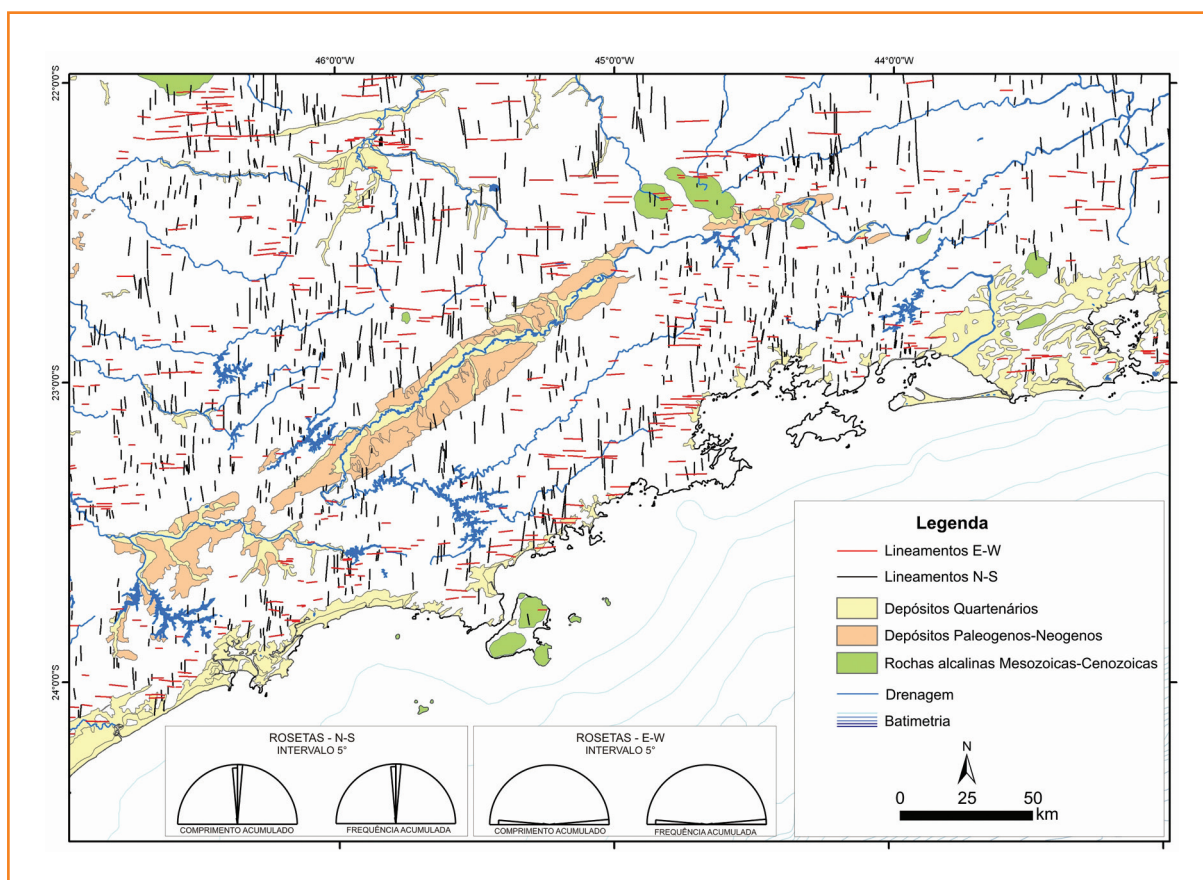 46°0'0"W
45°0'0"W
44°0'0"W
22°0'0"S
23°0'0"S
24°0'0"S
Legenda
Lineamentos E-W
Lineamentos N-S
Depósitos Quartenários
Depósitos Paleogenos-Neogenos
Rochas alcalinas Mesozoicas-Cenozoicas
Drenagem
Batimetria
N
0 25 50
km
ROSETAS - N-S
INTERVALO 5°
COMPRIMENTO ACUMULADO
FREQUÊNCIA ACUMULADA
ROSETAS - E-W
INTERVALO 5°
COMPRIMENTO ACUMULADO
FREQUÊNCIA ACUMULADA